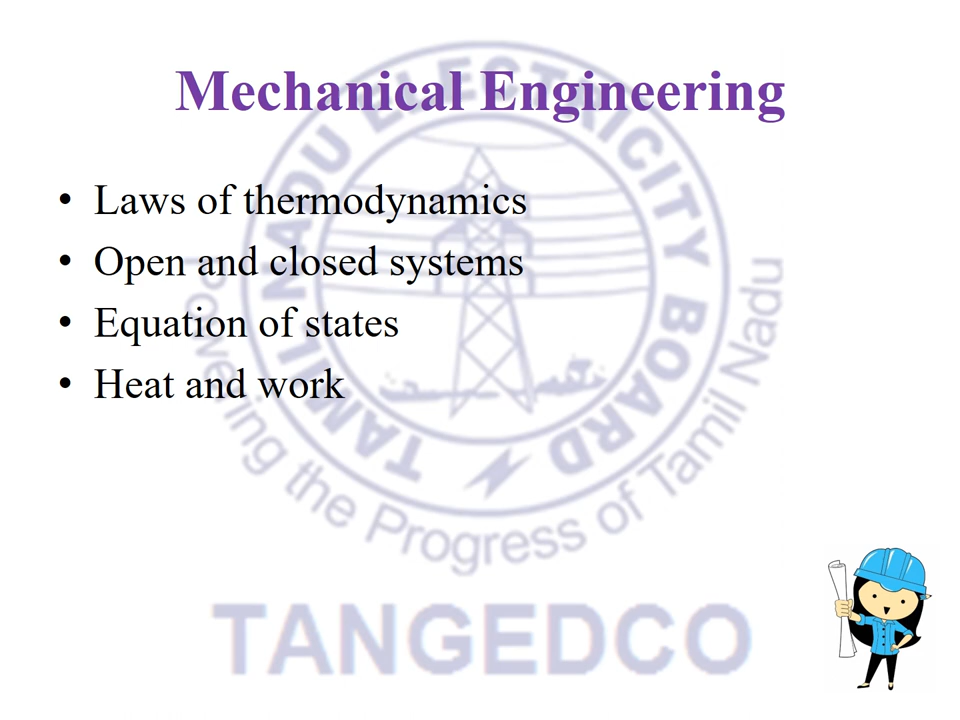 Mechanical Engineering
• Laws of thermodynamics
• Open and closed systems
• Equation of states
• Heat and work
TAMIL NADU ELECTRICITY BOARD
Powering the Progress of Tamil Nadu
TANGEDCO